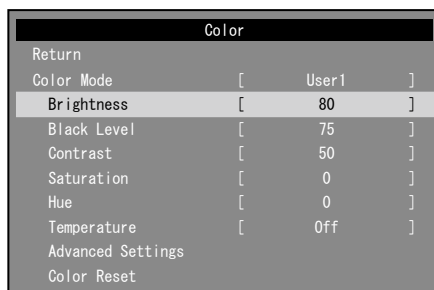 Color
Return
Color Mode [ User1 ]
Brightness [ 80 ]
Black Level [ 75 ]
Contrast [ 50 ]
Saturation [ 0 ]
Hue [ 0 ]
Temperature [ Off ]
Advanced Settings
Color Reset